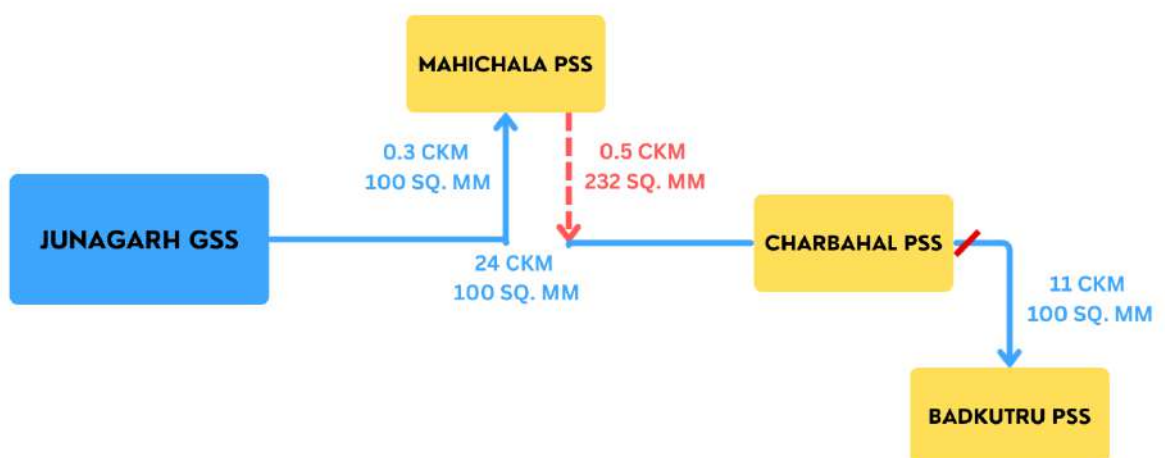 MAHICHALA PSS
0.3 CKM
100 SQ. MM
0.5 CKM
232 SQ. MM
JUNAGARH GSS
24 CKM
100 SQ. MM
CHARBAHAL PSS
11 CKM
100 SQ. MM
BADKUTRU PSS